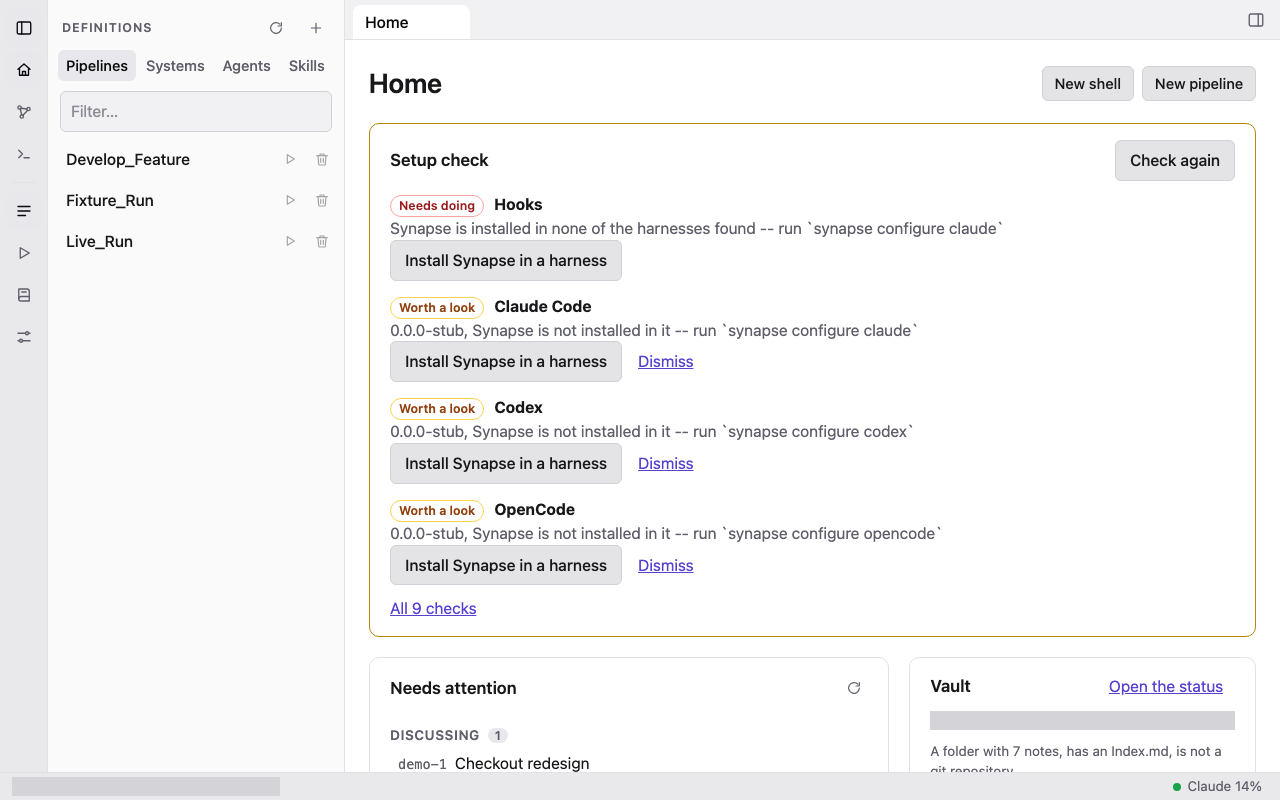 DEFINITIONS
Pipelines Systems Agents Skills
Filter...
Develop_Feature
Fixture_Run
Live_Run
Home
Home
New shell
New pipeline
Setup check
Check again
Needs doing Hooks
Synapse is installed in none of the harnesses found -- run `synapse configure claude`
Install Synapse in a harness
Worth a look Claude Code
0.0.0-stub, Synapse is not installed in it -- run `synapse configure claude`
Install Synapse in a harness Dismiss
Worth a look Codex
0.0.0-stub, Synapse is not installed in it -- run `synapse configure codex`
Install Synapse in a harness Dismiss
Worth a look OpenCode
0.0.0-stub, Synapse is not installed in it -- run `synapse configure opencode`
Install Synapse in a harness Dismiss
All 9 checks
Needs attention
DISCUSSING 1
demo-1 Checkout redesign
Vault
Open the status
A folder with 7 notes, has an Index.md, is not a
git repository
Claude 14%